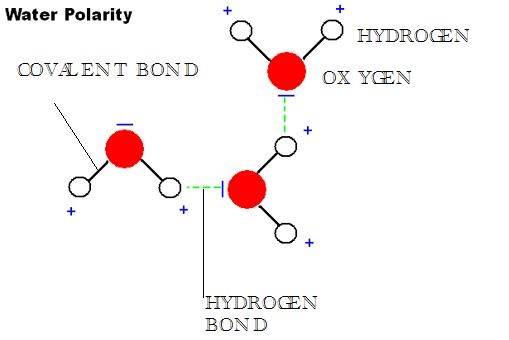 Water Polarity
+ +
HYDROGEN
COVALENT BOND
OXYGEN
+
+ +
+
HYDROGEN
BOND